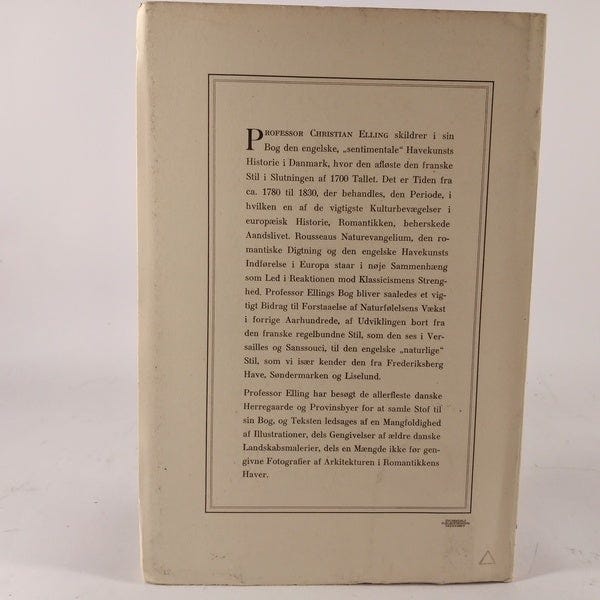 PROFESSOR CHRISTIAN ELLING skildrer i sin
Bog den engelske, „sentimentale“ Havekunsts
Historie i Danmark, hvor den afløste den franske
Stil i Slutningen af 1700 Tallet. Det er Tiden fra
ca. 1780 til 1830, der behandles, den Periode, i
hvilken en af de vigtigste Kulturbevægelser i
europæisk Historie, Romantikken, beherskede
Aandslivet. Rousseaus Naturevangelium, den ro-
mantiske Digtning og den engelske Havekunsts
Indførelse i Europa staar i nøje Sammenhæng
som Led i Reaktionen mod Klassicismens Streng-
hed. Professor Ellings Bog bliver saaledes et vig-
tigt Bidrag til Forstaaelse af Naturfølelsens Vækst
i forrige Aarhundrede, af Udviklingen bort fra
den franske regelbundne Stil, som den ses i Ver-
sailles og Sanssouci, til den engelske „naturlige“
Stil, som vi især kender den fra Frederiksberg
Have, Søndermarken og Liselund.
Professor Elling har besøgt de allerfleste danske
Herregaarde og Provinsbyer for at samle Stof til
sin Bog, og Teksten ledsages af en Mangfoldighed
af Illustrationer, dels Gengivelser af ældre danske
Landskabsmalerier, dels en Mængde ikke før gen-
givne Fotografier af Arkitekturen i Romantikkens
Haver.